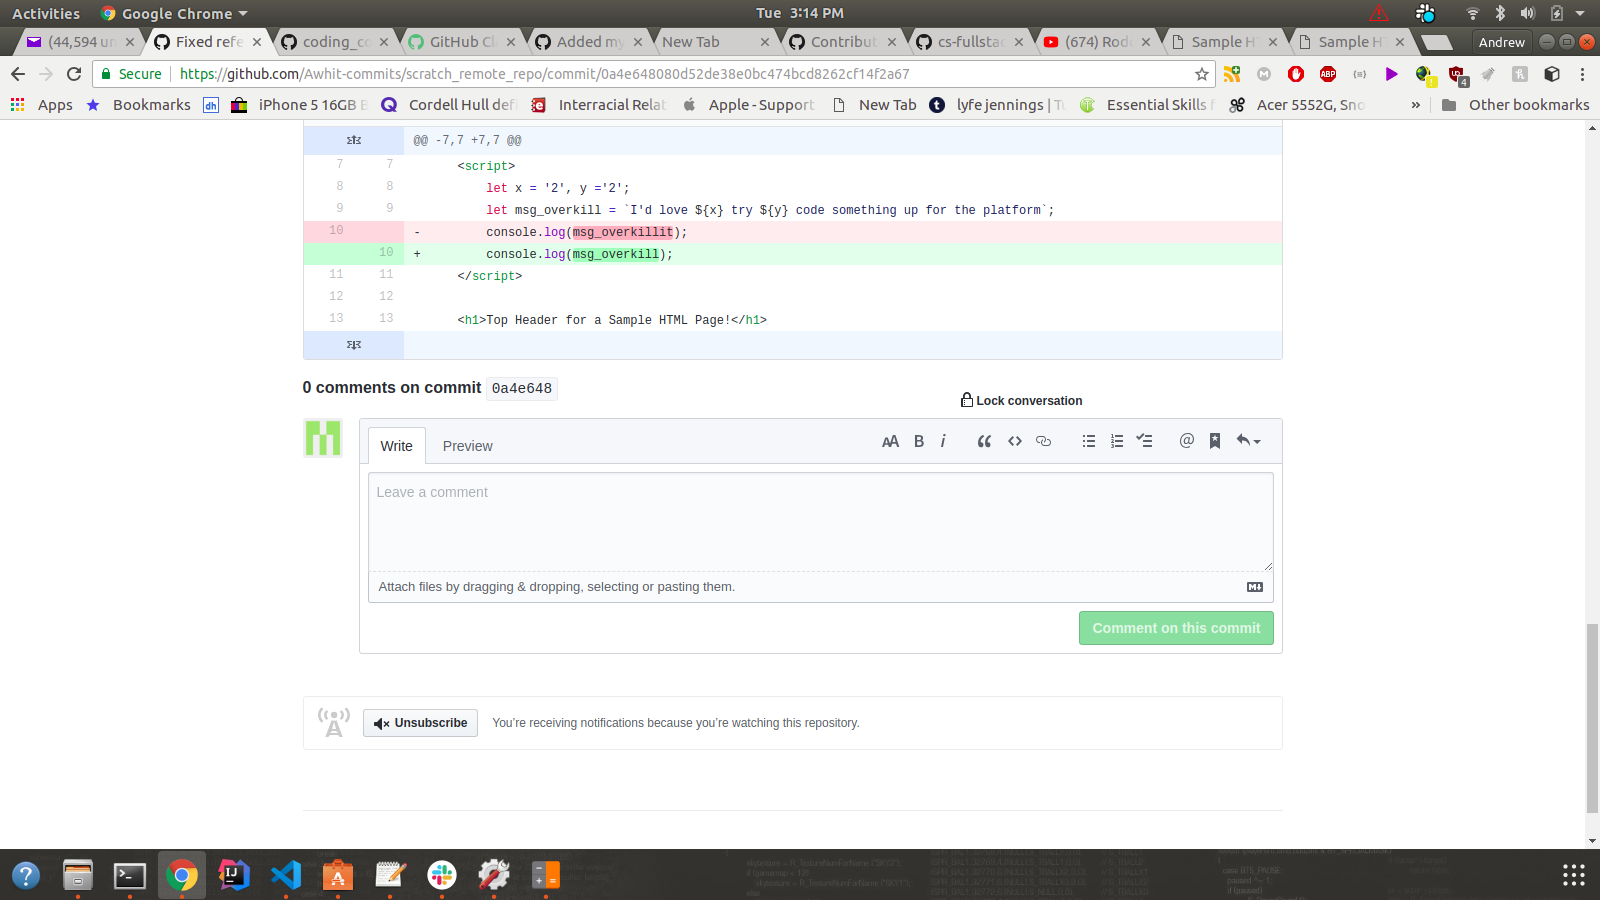 Activities Google Chrome Tue 3:14 PM
(44,594 un Fixed refe coding_co GitHub Cl Added my New Tab Contribut cs-fullstac (674) Rod Sample HT Sample HT Andrew
Secure https://github.com/Awhit-commits/scratch_remote_repo/commit/0a4e648080d52de38e0bc474bcd8262cf14f2a67
Apps Bookmarks iPhone 5 16GB B Cordell Hull defi Interracial Relat Apple - Support New Tab lyfe jennings | Tu Essential Skills f Acer 5552G, Sno » Other bookmarks
@@ -7,7 +7,7 @@
7 7 <script>
8 8 let x = '2', y ='2';
9 9 let msg_overkill = `I'd love ${x} try ${y} code something up for the platform`;
10 - console.log(msg_overkillit);
10 + console.log(msg_overkill);
11 11 </script>
12 12
13 13 <h1>Top Header for a Sample HTML Page!</h1>
0 comments on commit 0a4e648
Lock conversation
Write Preview
Leave a comment
Attach files by dragging & dropping, selecting or pasting them.
Comment on this commit
Unsubscribe You're receiving notifications because you're watching this repository.